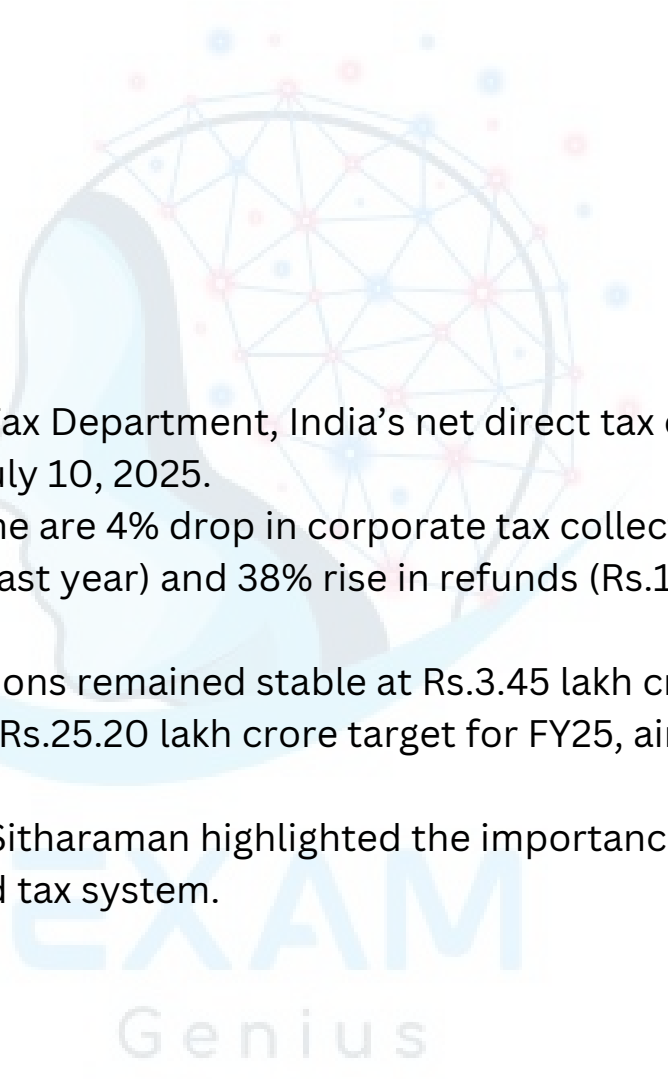 ax Department, India’s net direct tax
uly 10, 2025.
ne are 4% drop in corporate tax collec
ast year) and 38% rise in refunds (Rs.1
ons remained stable at Rs.3.45 lakh cr
Rs.25.20 lakh crore target for FY25, ai
Sitharaman highlighted the importanc
d tax system.
EXAM
Genius